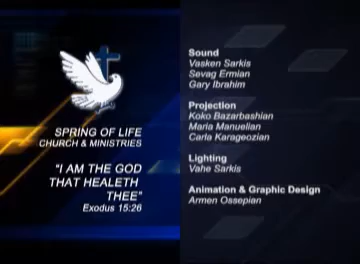 SPRING OF LIFE
CHURCH & MINISTRIES
"I AM THE GOD
THAT HEALETH
THEE"
Exodus 15:26
Sound
Vasken Sarkis
Sevag Ermian
Gary Ibrahim
Projection
Koko Bazarbashian
Maria Manuelian
Carla Karageozian
Lighting
Vahe Sarkis
Animation & Graphic Design
Armen Ossepian